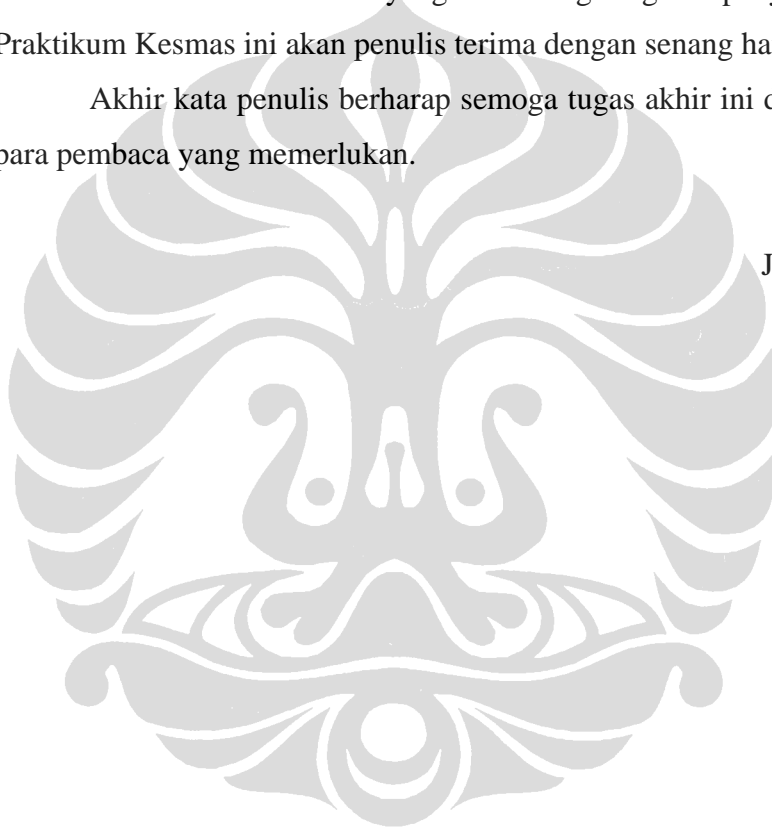 Praktikum Kesmas ini akan penulis terima dengan senang ha
Akhir kata penulis berharap semoga tugas akhir ini d
para pembaca yang memerlukan.
J